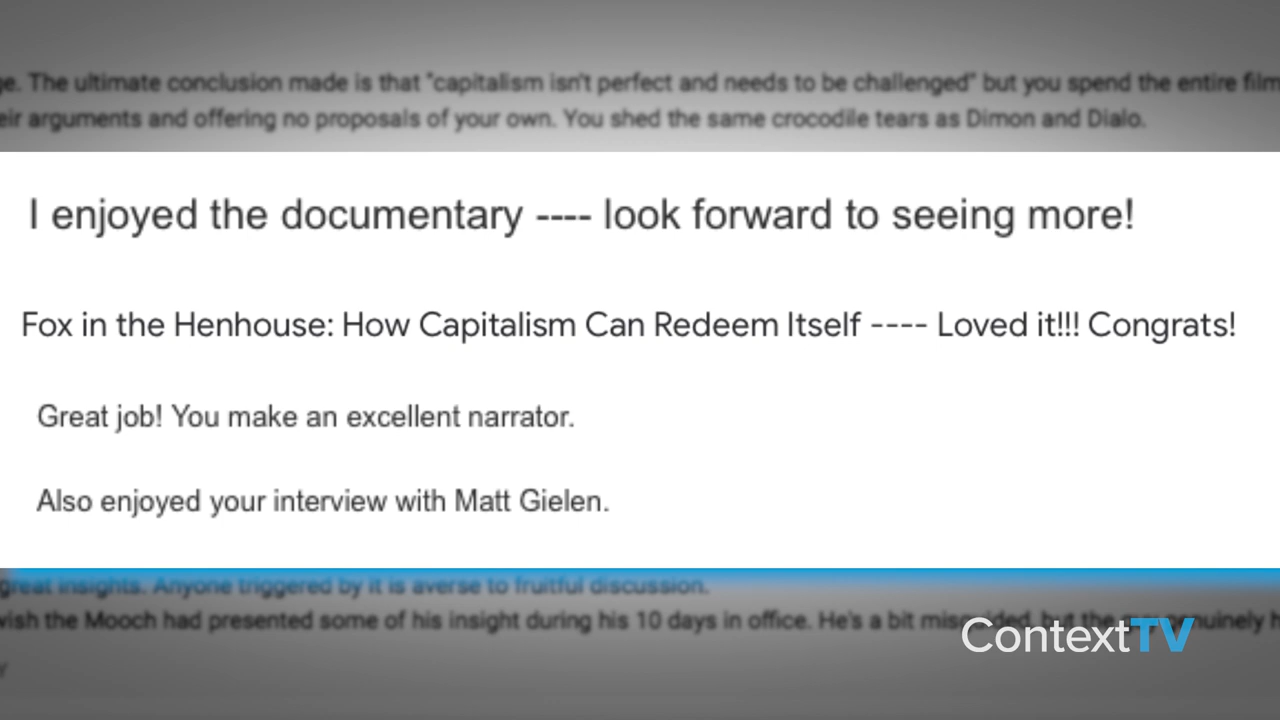 ge. The ultimate conclusion made is that "capitalism isn't perfect and needs to be challenged" but you spend the entire film
eir arguments and offering no proposals of your own. You shed the same crocodile tears as Dimon and Dialo.
I enjoyed the documentary ---- look forward to seeing more!
Fox in the Henhouse: How Capitalism Can Redeem Itself ---- Loved it!!! Congrats!
Great job! You make an excellent narrator.
Also enjoyed your interview with Matt Gielen.
great insights. Anyone triggered by it is averse to fruitful discussion.
wish the Mooch had presented some of his insight during his 10 days in office. He's a bit misguided, but the guy genuinely h
ContextTV